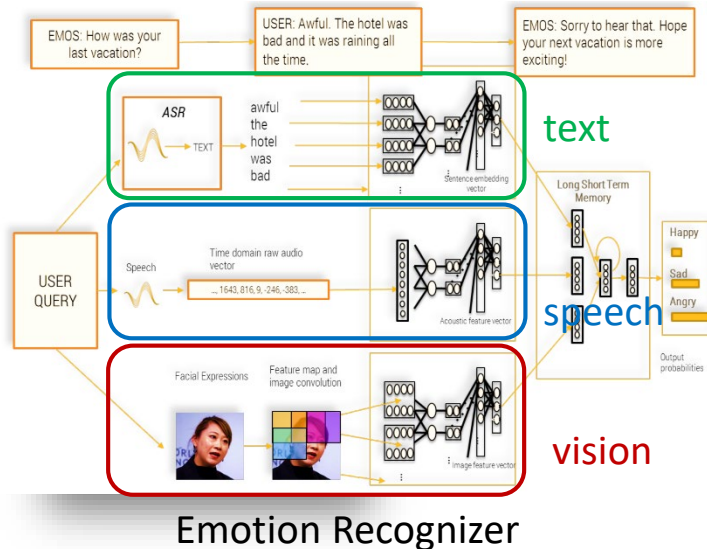 EMOS: How was your
last vacation?
USER: Awful. The hotel was
bad and it was raining all
the time.
EMOS: Sorry to hear that. Hope
your next vacation is more
exciting!
ASR
TEXT
awful
the
hotel
was
bad
Sentence embedding
vector
text
USER
QUERY
Speech
Time domain raw audio
vector
..., 1643, 816, 9, -246, -383, ...
Acoustic feature vector
speech
Facial Expressions
Feature map and
image convolution
Image feature vector
vision
Long Short Term
Memory
Happy
Sad
Angry
Output
probabilities
Emotion Recognizer